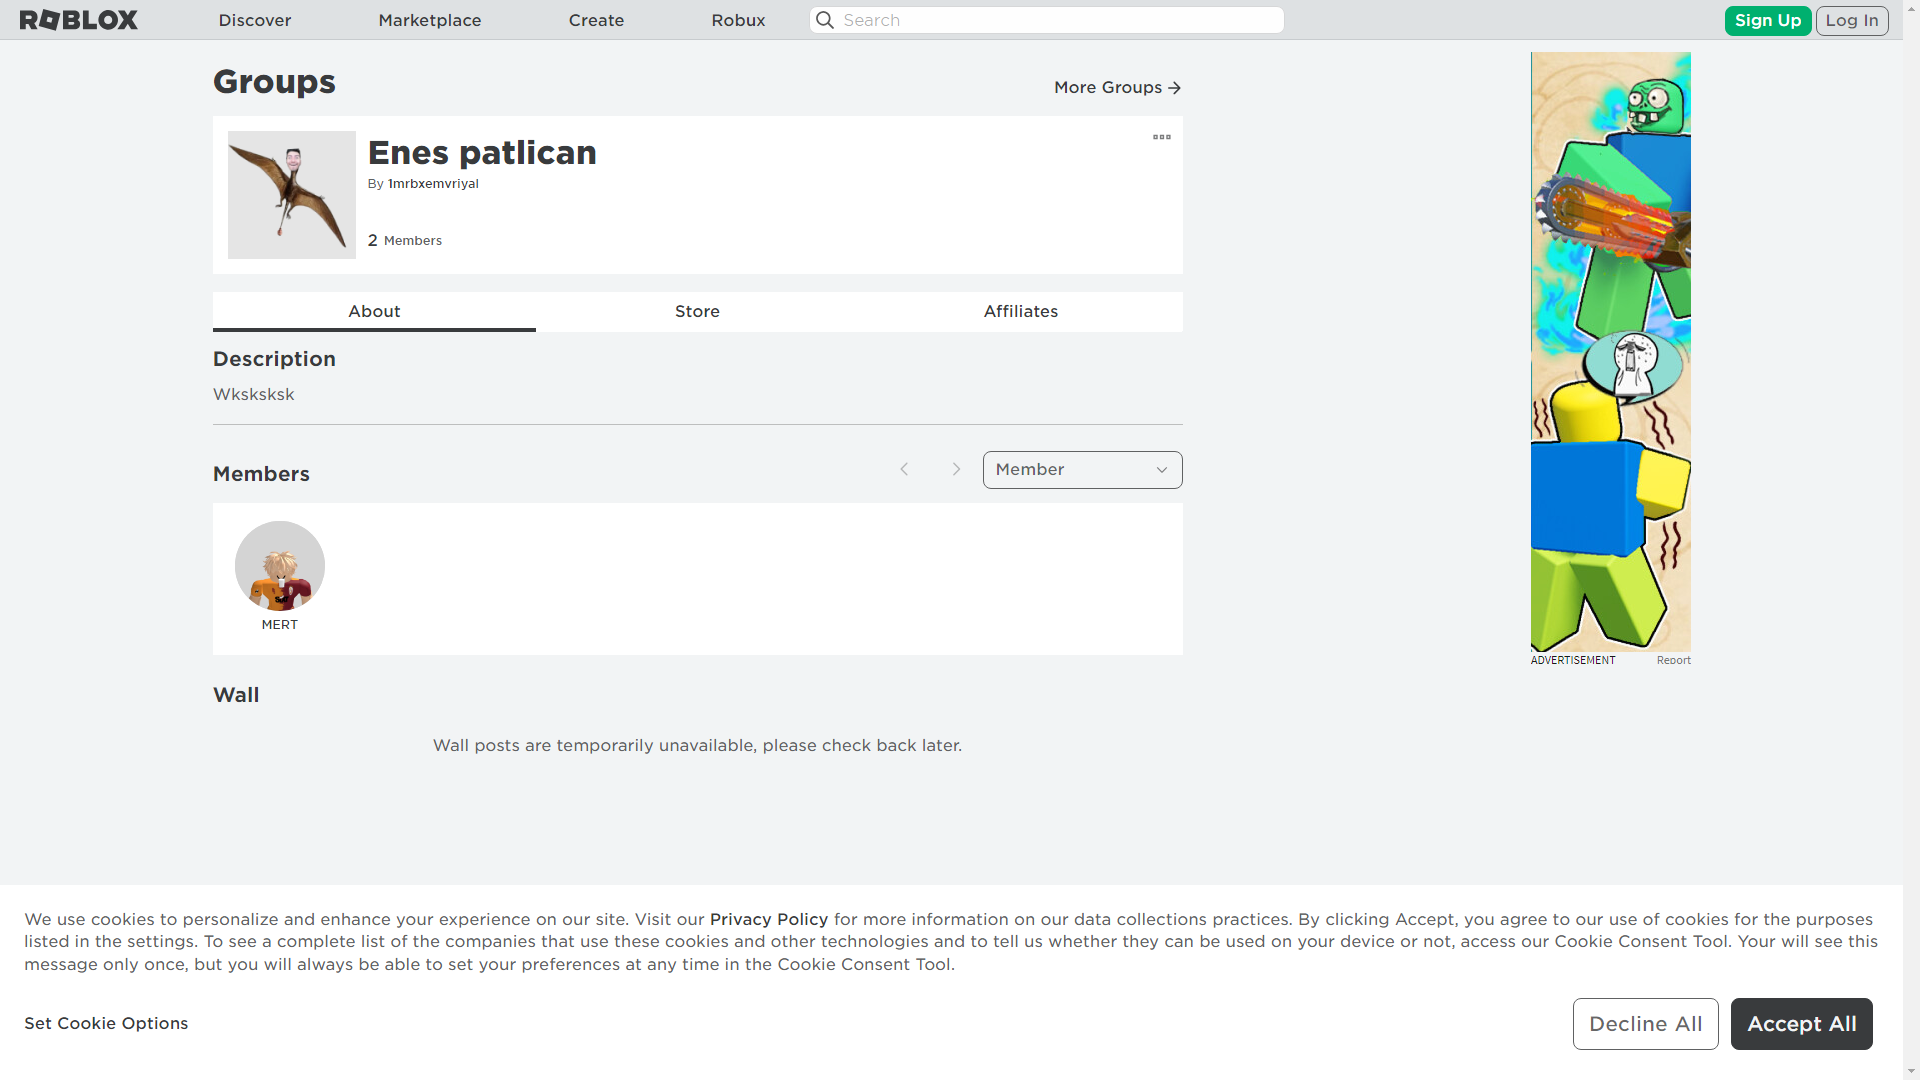 ROBLOX
Discover
Marketplace
Create
Robux
Search
Sign Up
Log In
Groups
More Groups
Enes patlican
By 1mrbxemvriyal
2 Members
About
Store
Affiliates
Description
Wksksksk
Members
Member
MERT
Wall
Wall posts are temporarily unavailable, please check back later.
ADVERTISEMENT
Report
We use cookies to personalize and enhance your experience on our site. Visit our Privacy Policy for more information on our data collections practices. By clicking Accept, you agree to our use of cookies for the purposes
listed in the settings. To see a complete list of the companies that use these cookies and other technologies and to tell us whether they can be used on your device or not, access our Cookie Consent Tool. Your will see this
message only once, but you will always be able to set your preferences at any time in the Cookie Consent Tool.
Set Cookie Options
Decline All
Accept All